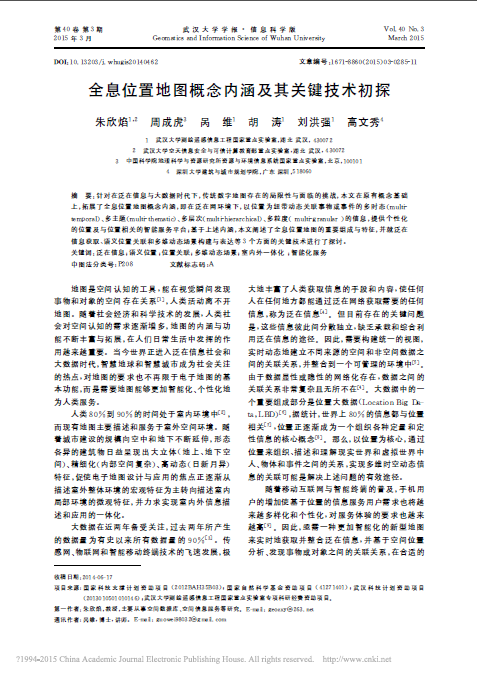 第40卷第3期
2015年3月
武汉大学学报·信息科学版
Geomatics and Information Science of Wuhan University
Vol.40 No.3
March 2015
DOI:10.13203/j.whugis20140462
文章编号:1671-8860(2015)03-0285-11
全息位置地图概念内涵及其关键技术初探
朱欣焰1,2 周成虎3 呙 维1 胡 涛1 刘洪强1 高文秀4
1 武汉大学测绘遥感信息工程国家重点实验室,湖北 武汉,430072
2 武汉大学空天信息安全与可信计算教育部重点实验室,湖北 武汉,430072
3 中国科学院地理科学与资源研究所资源与环境信息系统国家重点实验室,北京,100101
4 深圳大学建筑与城市规划学院,广东 深圳,518060
摘 要:针对在泛在信息与大数据时代下,传统数字地图存在的局限性与面临的挑战,本文在原有概念基础
上,拓展了全息位置地图概念内涵,即在泛在网环境下,以位置为纽带动态关联事物或事件的多时态(multi-
temporal)、多主题(multi-thematic)、多层次(multi-hierarchical)、多粒度(multi-granular)的信息,提供个性化
的位置及与位置相关的智能服务平台;基于上述内涵,本文阐述了全息位置地图的重要组成与特征,并就泛在
信息获取、语义位置关联和多维动态场景构建与表达等3个方面的关键技术进行了探讨。
关键词:泛在信息;语义位置;位置关联;多维动态场景;室内外一体化;智能化服务
中图法分类号:P208 文献标志码:A
地图是空间认知的工具,能在视觉瞬间发现
事物和对象的空间存在关系[1],人类活动离不开
地图。随着社会经济和科学技术的发展,人类社
会对空间认知的需求逐渐增多,地图的内涵与功
能不断丰富与拓展,在人们日常生活中发挥的作
用越来越重要。当今世界正进入泛在信息社会和
大数据时代,智慧地球和智慧城市成为社会关注
的热点,对地图的要求也不再限于电子地图的基
本功能,而是需要地图能够更加智能化、个性化地
为人类服务。
人类80%到90%的时间处于室内环境中[2],
而现有地图主要描述和服务于室外空间环境。随
着城市建设的规模向空中和地下不断延伸,形态
各异的建筑物日益呈现出大立体(地上、地下空
间)、精细化(内部空间复杂)、高动态(日新月异)
特征,促使电子地图设计与应用的焦点正逐渐从
描述室外整体环境的宏观特征为主转向描述室内
局部环境的微观特征,并力求实现室内外信息描
述和应用的一体化。
大数据在近两年备受关注,过去两年所产生
的数据量为有史以来所有数据量的90%[3]。传
感网、物联网和智能移动终端技术的飞速发展,极
大地丰富了人类获取信息的手段和内容,使任何
人在任何地方都能通过泛在网络获取需要的任何
信息,称为泛在信息[4]。但目前存在的关键问题
是:这些信息彼此间分散独立,缺乏承载和综合利
用泛在信息的途径。因此,需要构建统一的视图,
实时动态地建立不同来源的空间和非空间数据之
间的关联关系,并整合到一个可管理的环境中[5]。
由于数据显性或隐性的网络化存在,数据之间的
关联关系非常复杂且无所不在[4]。大数据中的一
个重要组成部分是位置大数据(Location Big Da-
ta,LBD)[6],据统计,世界上80%的信息都与位置
相关[7],位置正逐渐成为一个组织各种定量和定
性信息的核心概念[8]。那么,以位置为核心,通过
位置来组织、描述和理解现实世界和虚拟世界中
人、物体和事件之间的关系,实现多维时空动态信
息的关联可能是解决上述问题的有效途径。
随着移动互联网与智能终端的普及,手机用
户的增加使基于位置的信息服务用户需求也将越
来越多样化和个性化,对服务体验的要求也越来
越高[9]。因此,亟需一种更加智能化的新型地图
来实时地获取并整合泛在信息,并基于空间位置
分析、发现事物或对象之间的关联关系,在合适的
收稿日期:2014-06-17
项目来源:国家科技支撑计划资助项目(2012BAH35B03);国家自然科学基金资助项目(41271401);武汉科技计划资助项目
(2013010501010146);武汉大学测绘遥感信息工程国家重点实验室专项科研经费资助项目。
第一作者:朱欣焰,教授,主要从事空间数据库、空间信息服务等研究。E-mail:geozxy@263.net
通讯作者:呙维,博士,讲师。E-mail:guowei98032@gmail.com
?1994-2015 China Academic Journal Electronic Publishing House. All rights reserved. http://www.cnki.net